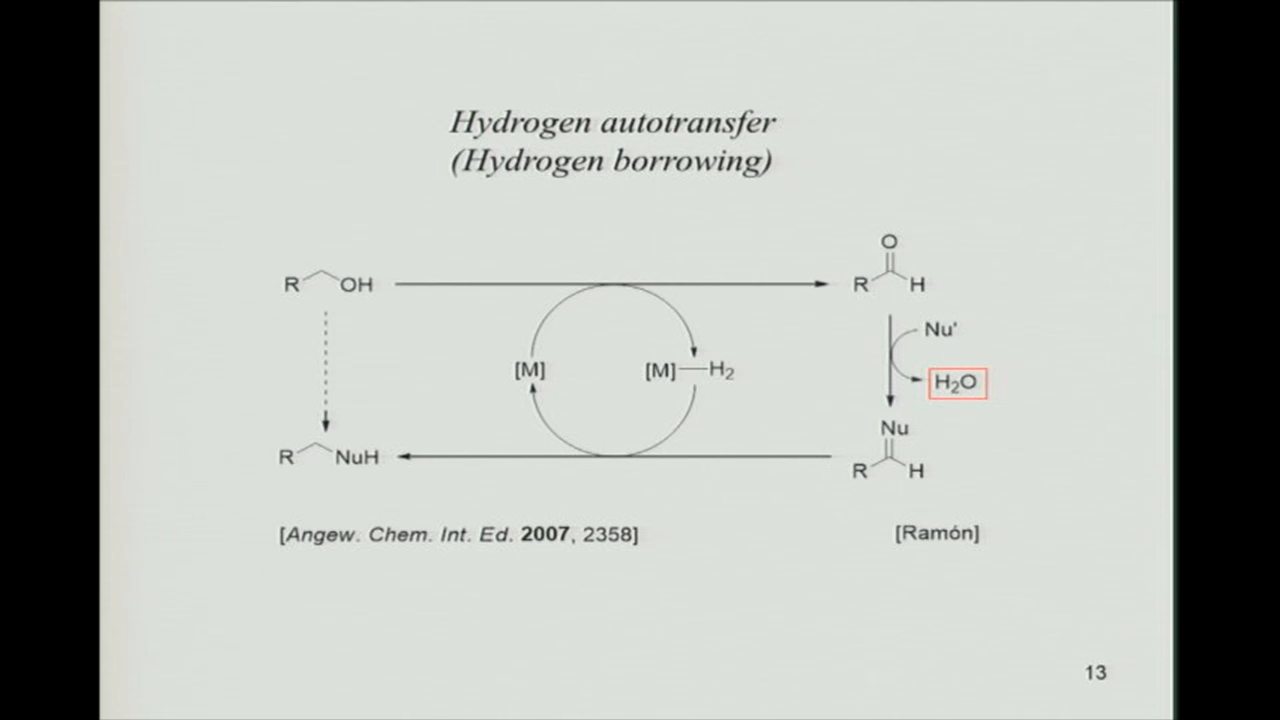 Hydrogen autotransfer
(Hydrogen borrowing)
O
R OH
R H
Nu'
[M]
[M]—H₂
H₂O
Nu
R NuH
R H
[Angew. Chem. Int. Ed. 2007, 2358]
[Ramón]
13